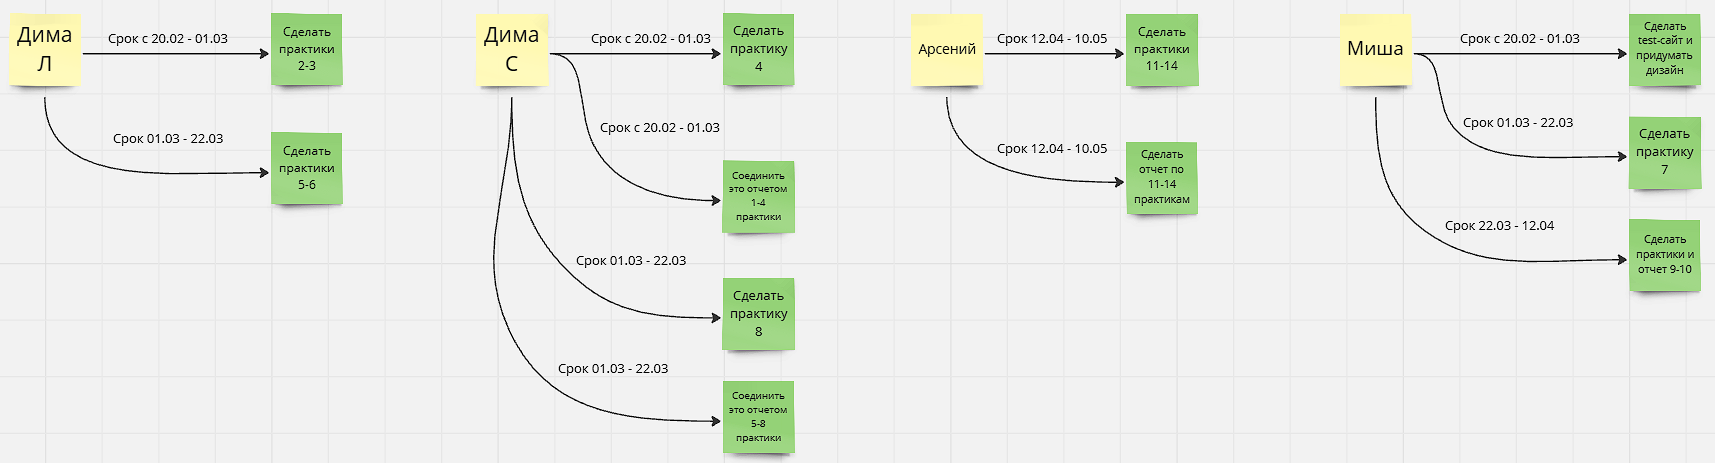 Дима
Л
Срок с 20.02 - 01.03
Сделать
практики
2-3
Срок 01.03 - 22.03
Сделать
практики
5-6
Дима
С
Срок с 20.02 - 01.03
Сделать
практику
4
Срок с 20.02 - 01.03
Соединить
это отчетом
1-4
практики
Срок 01.03 - 22.03
Сделать
практику
8
Срок 01.03 - 22.03
Соединить
это отчетом
5-8
практики
Арсений
Срок 12.04 - 10.05
Сделать
практики
11-14
Срок 12.04 - 10.05
Сделать
отчет по
11-14
практикам
Миша
Срок с 20.02 - 01.03
Сделать
test-сайт и
придумать
дизайн
Срок 01.03 - 22.03
Сделать
практику
7
Срок 22.03 - 12.04
Сделать
практики и
отчет 9-10